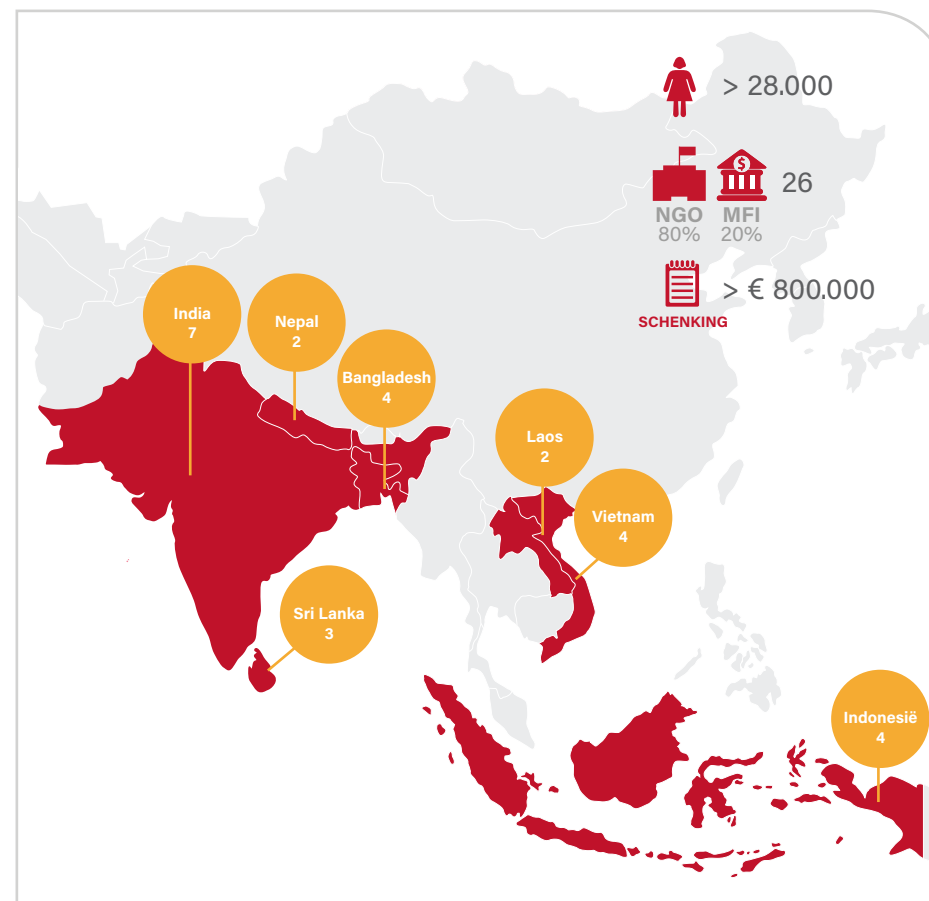 > 28.000
26
NGO MFI
80% 20%
> € 800.000
SCHENKING
India
7
Nepal
2
Bangladesh
4
Laos
2
Vietnam
4
Sri Lanka
3
Indonesië
4
$